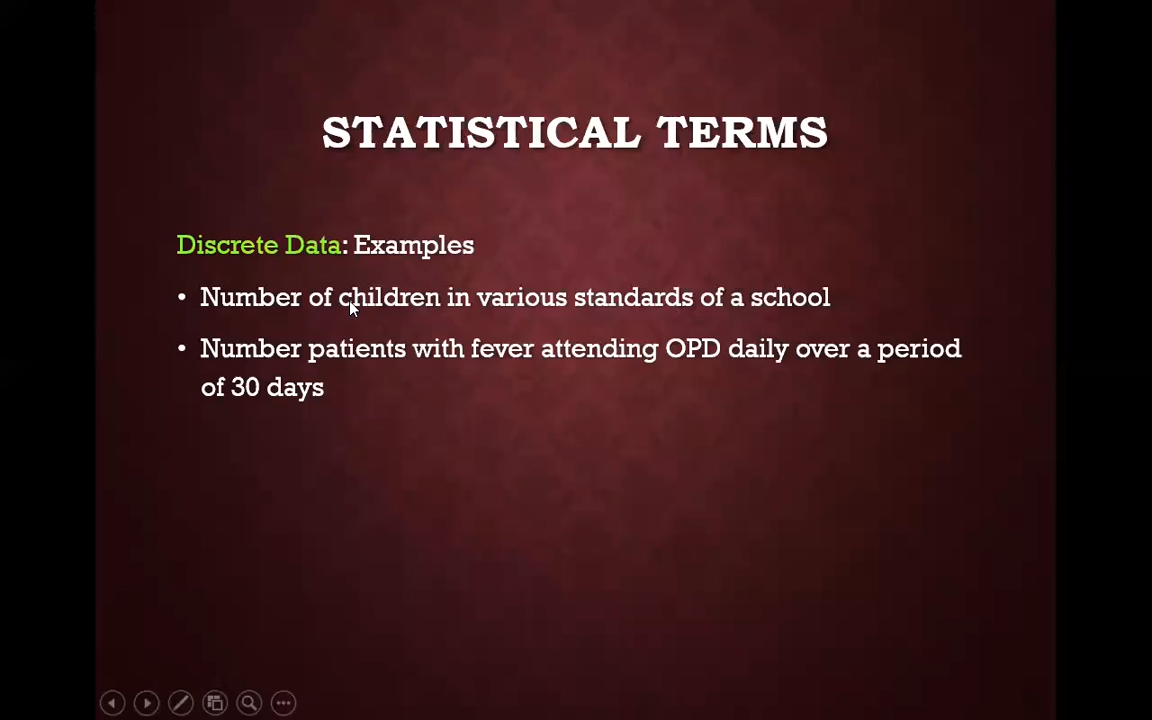 STATISTICAL TERMS
Discrete Data: Examples
• Number of children in various standards of a school
• Number patients with fever attending OPD daily over a period
of 30 days